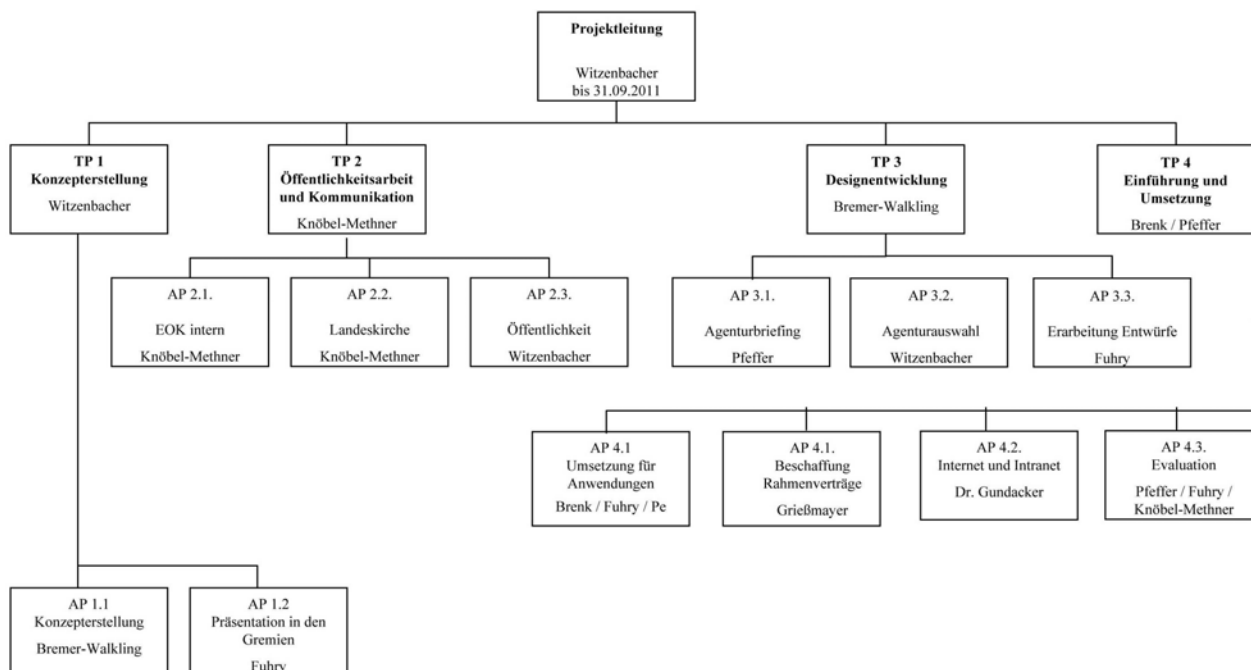 Projektleitung
Witzenbacher
bis 31.09.2011
TP 1
Konzepterstellung
Witzenbacher
TP 2
Öffentlichkeitsarbeit
und Kommunikation
Knöbel-Methner
TP 3
Designentwicklung
Bremer-Walkling
TP 4
Einführung und
Umsetzung
Brenk / Pfeffer
AP 2.1.
EOK intern
Knöbel-Methner
AP 2.2.
Landeskirche
Knöbel-Methner
AP 2.3.
Öffentlichkeit
Witzenbacher
AP 3.1.
Agenturbriefing
Pfeffer
AP 3.2.
Agenturauswahl
Witzenbacher
AP 3.3.
Erarbeitung Entwürfe
Fuhry
AP 4.1
Umsetzung für
Anwendungen
Brenk / Fuhry / Pe
AP 4.1.
Beschaffung
Rahmenverträge
Grießmayer
AP 4.2.
Internet und Intranet
Dr. Gundacker
AP 4.3.
Evaluation
Pfeffer / Fuhry /
Knöbel-Methner
AP 1.1
Konzepterstellung
Bremer-Walkling
AP 1.2
Präsentation in den
Gremien
Fuhry